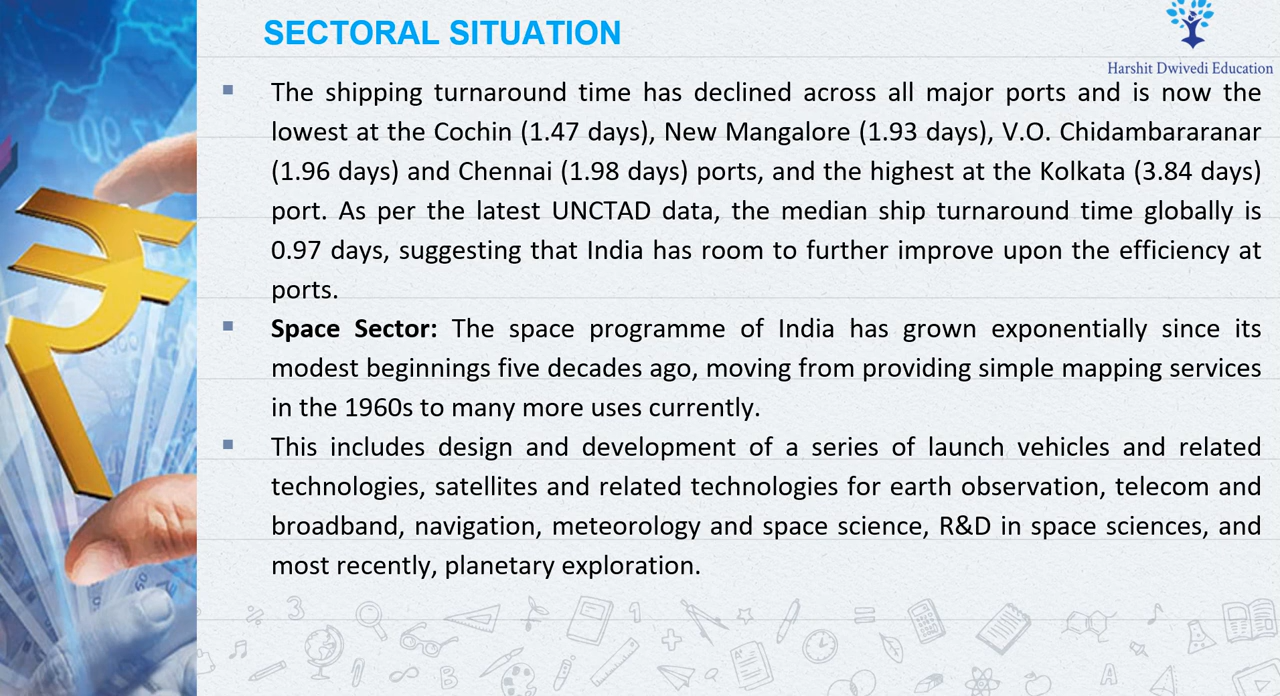 SECTORAL SITUATION
Harshit Dwivedi Education
The shipping turnaround time has declined across all major ports and is now the
lowest at the Cochin (1.47 days), New Mangalore (1.93 days), V.O. Chidambararanar
(1.96 days) and Chennai (1.98 days) ports, and the highest at the Kolkata (3.84 days)
port. As per the latest UNCTAD data, the median ship turnaround time globally is
0.97 days, suggesting that India has room to further improve upon the efficiency at
ports.
Space Sector: The space programme of India has grown exponentially since its
modest beginnings five decades ago, moving from providing simple mapping services
in the 1960s to many more uses currently.
This includes design and development of a series of launch vehicles and related
technologies, satellites and related technologies for earth observation, telecom and
broadband, navigation, meteorology and space science, R&D in space sciences, and
most recently, planetary exploration.